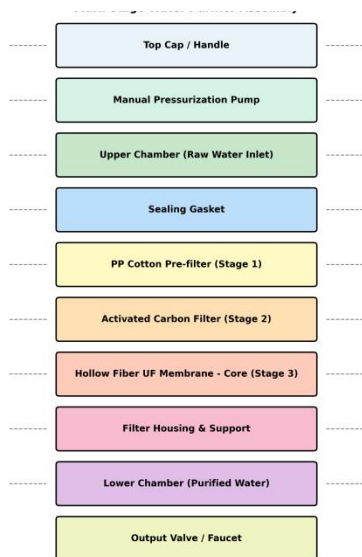 Top Cap / Handle
Manual Pressurization Pump
Upper Chamber (Raw Water Inlet)
Sealing Gasket
PP Cotton Pre-filter (Stage 1)
Activated Carbon Filter (Stage 2)
Hollow Fiber UF Membrane - Core (Stage 3)
Filter Housing & Support
Lower Chamber (Purified Water)
Output Valve / Faucet